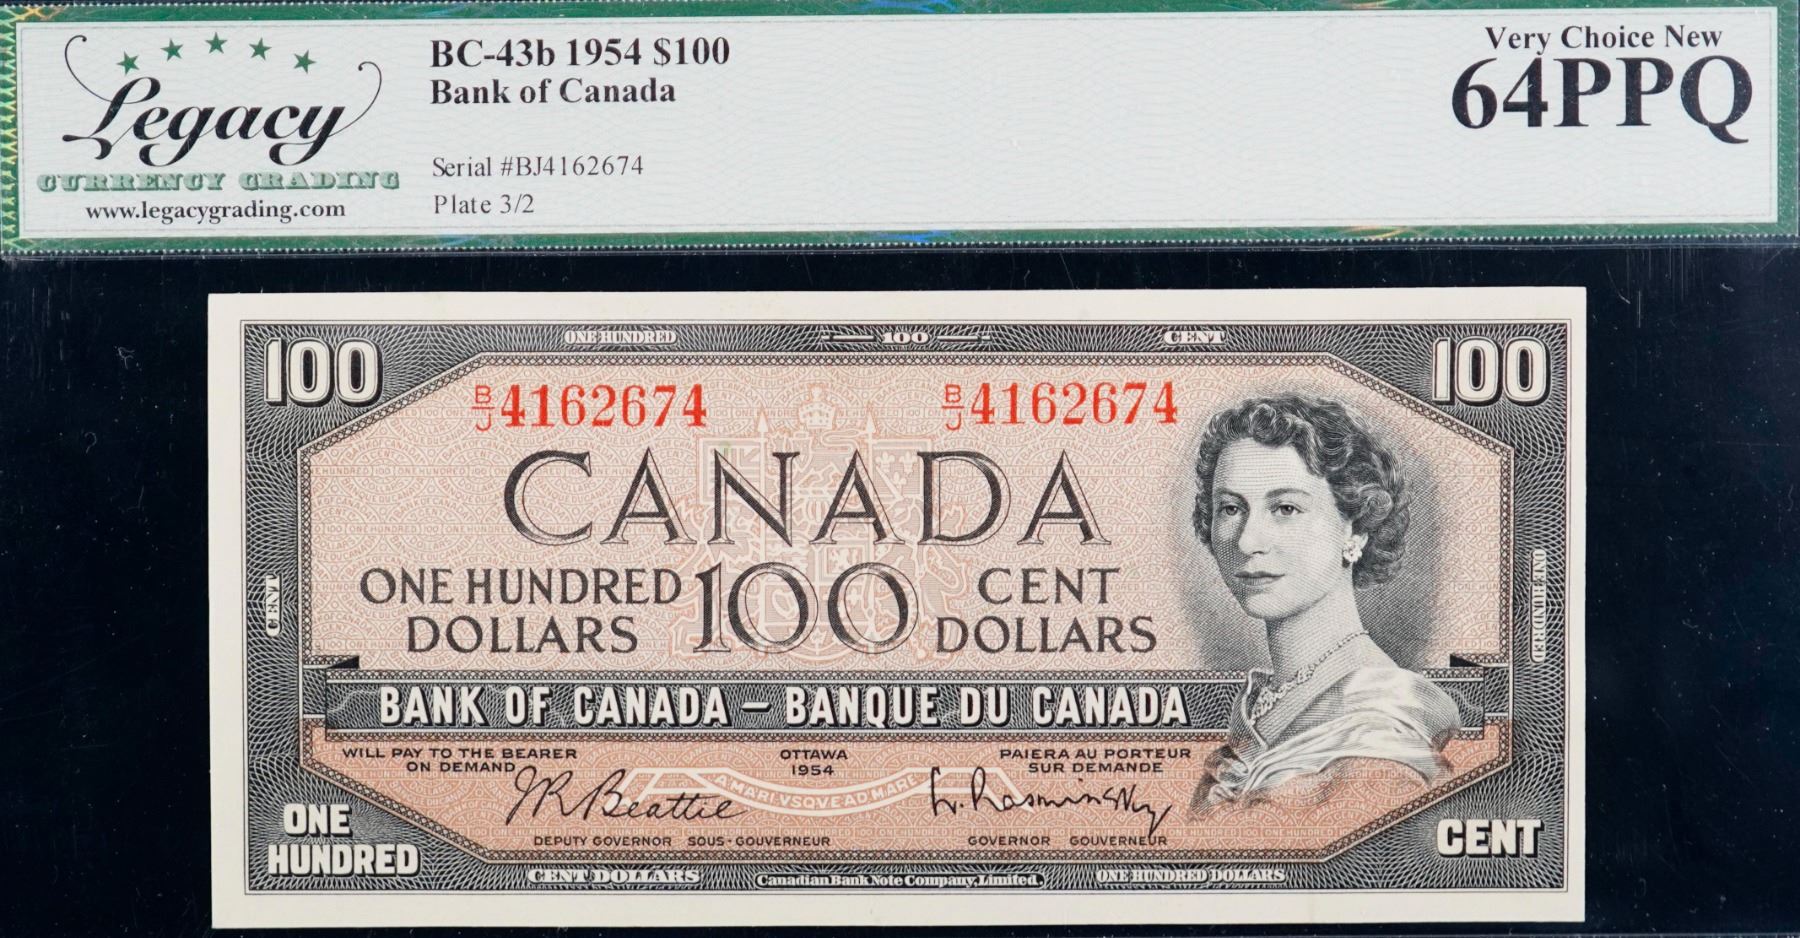 Legacy
CURRENCY GRADING
www.legacygrading.com
BC-43b 1954 $100
Bank of Canada
Serial #BJ4162674
Plate 3/2
Very Choice New
64PPQ
ONE HUNDRED 100 CENT
100 100
B/J 4162674 B/J 4162674
CANADA
ONE HUNDRED DOLLARS
100
CENT DOLLARS
CENT
ONE HUNDRED
BANK OF CANADA – BANQUE DU CANADA
WILL PAY TO THE BEARER
ON DEMAND
OTTAWA
1954
PAIERA AU PORTEUR
SUR DEMANDE
A MARI VSQVE AD MARE
JR Beattie
L. Rasminsky
DEPUTY GOVERNOR SOUS-GOUVERNEUR
GOVERNOR GOUVERNEUR
ONE
HUNDRED
CENT
CENT DOLLARS
Canadian Bank Note Company, Limited.
ONE HUNDRED DOLLARS